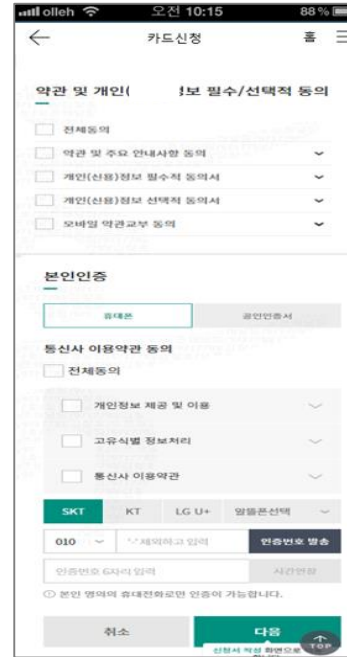 olleh 오전 10:15 88%
카드신청 홈
약관 및 개인( 정보 필수/선택적 동의
전체동의
약관 및 주요 안내사항 동의
개인(신용)정보 필수적 동의서
개인(신용)정보 선택적 동의서
모바일 약관교부 동의
본인인증
휴대폰 공인인증서
통신사 이용약관 동의
전체동의
개인정보 제공 및 이용
고유식별 정보처리
통신사 이용약관
SKT KT LG U+ 알뜰폰선택
010 '-'제외하고 입력 인증번호 발송
인증번호 6자리 입력 시간연장
본인 명의의 휴대전화로만 인증이 가능합니다.
취소 다음
TOP
신청서 작성 화면으로